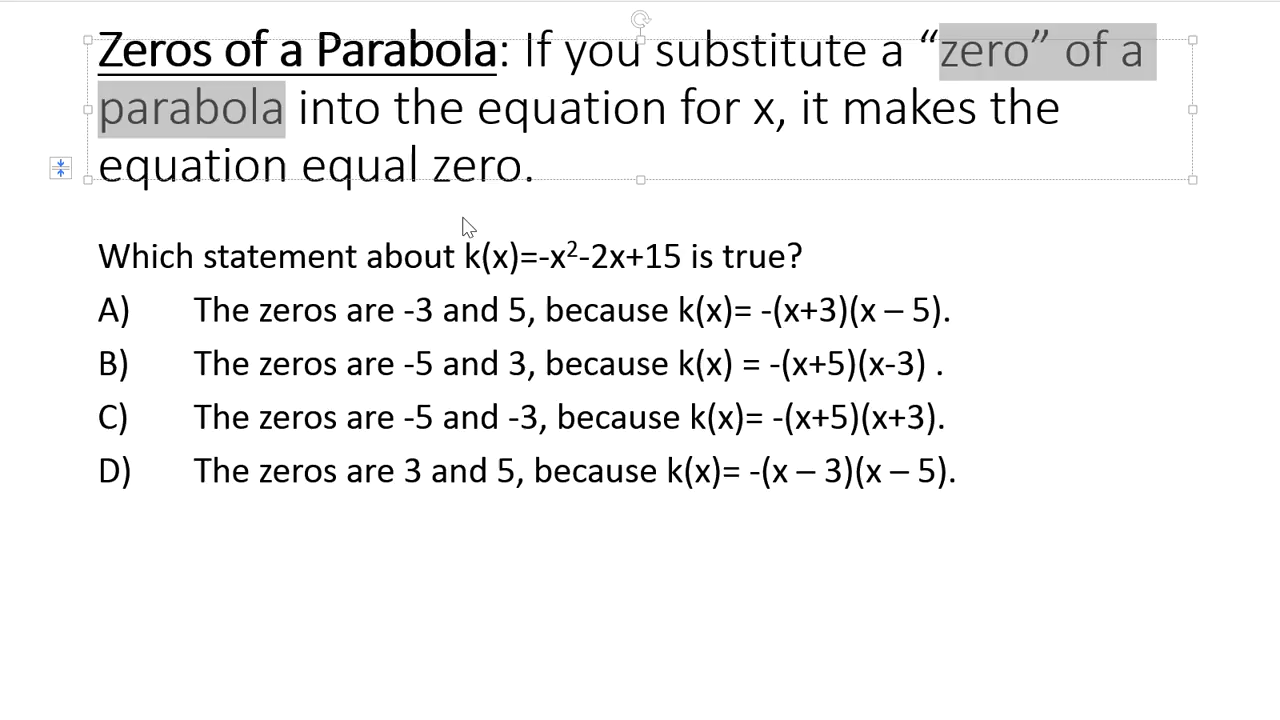 Zeros of a Parabola: If you substitute a “zero” of a
parabola into the equation for x, it makes the
equation equal zero.
Which statement about k(x)=-x²-2x+15 is true?
A) The zeros are -3 and 5, because k(x)= -(x+3)(x – 5).
B) The zeros are -5 and 3, because k(x) = -(x+5)(x-3) .
C) The zeros are -5 and -3, because k(x)= -(x+5)(x+3).
D) The zeros are 3 and 5, because k(x)= -(x – 3)(x – 5).